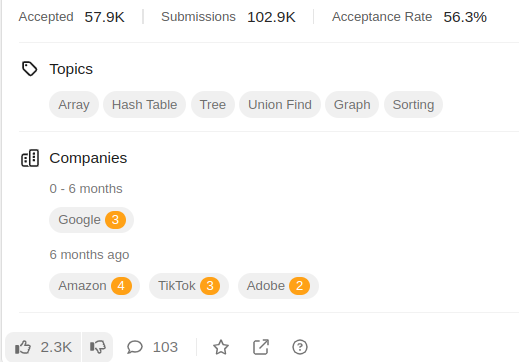 Accepted 57.9K Submissions 102.9K Acceptance Rate 56.3%
Topics
Array Hash Table Tree Union Find Graph Sorting
Companies
0 - 6 months
Google 3
6 months ago
Amazon 4 TikTok 3 Adobe 2
2.3K 103